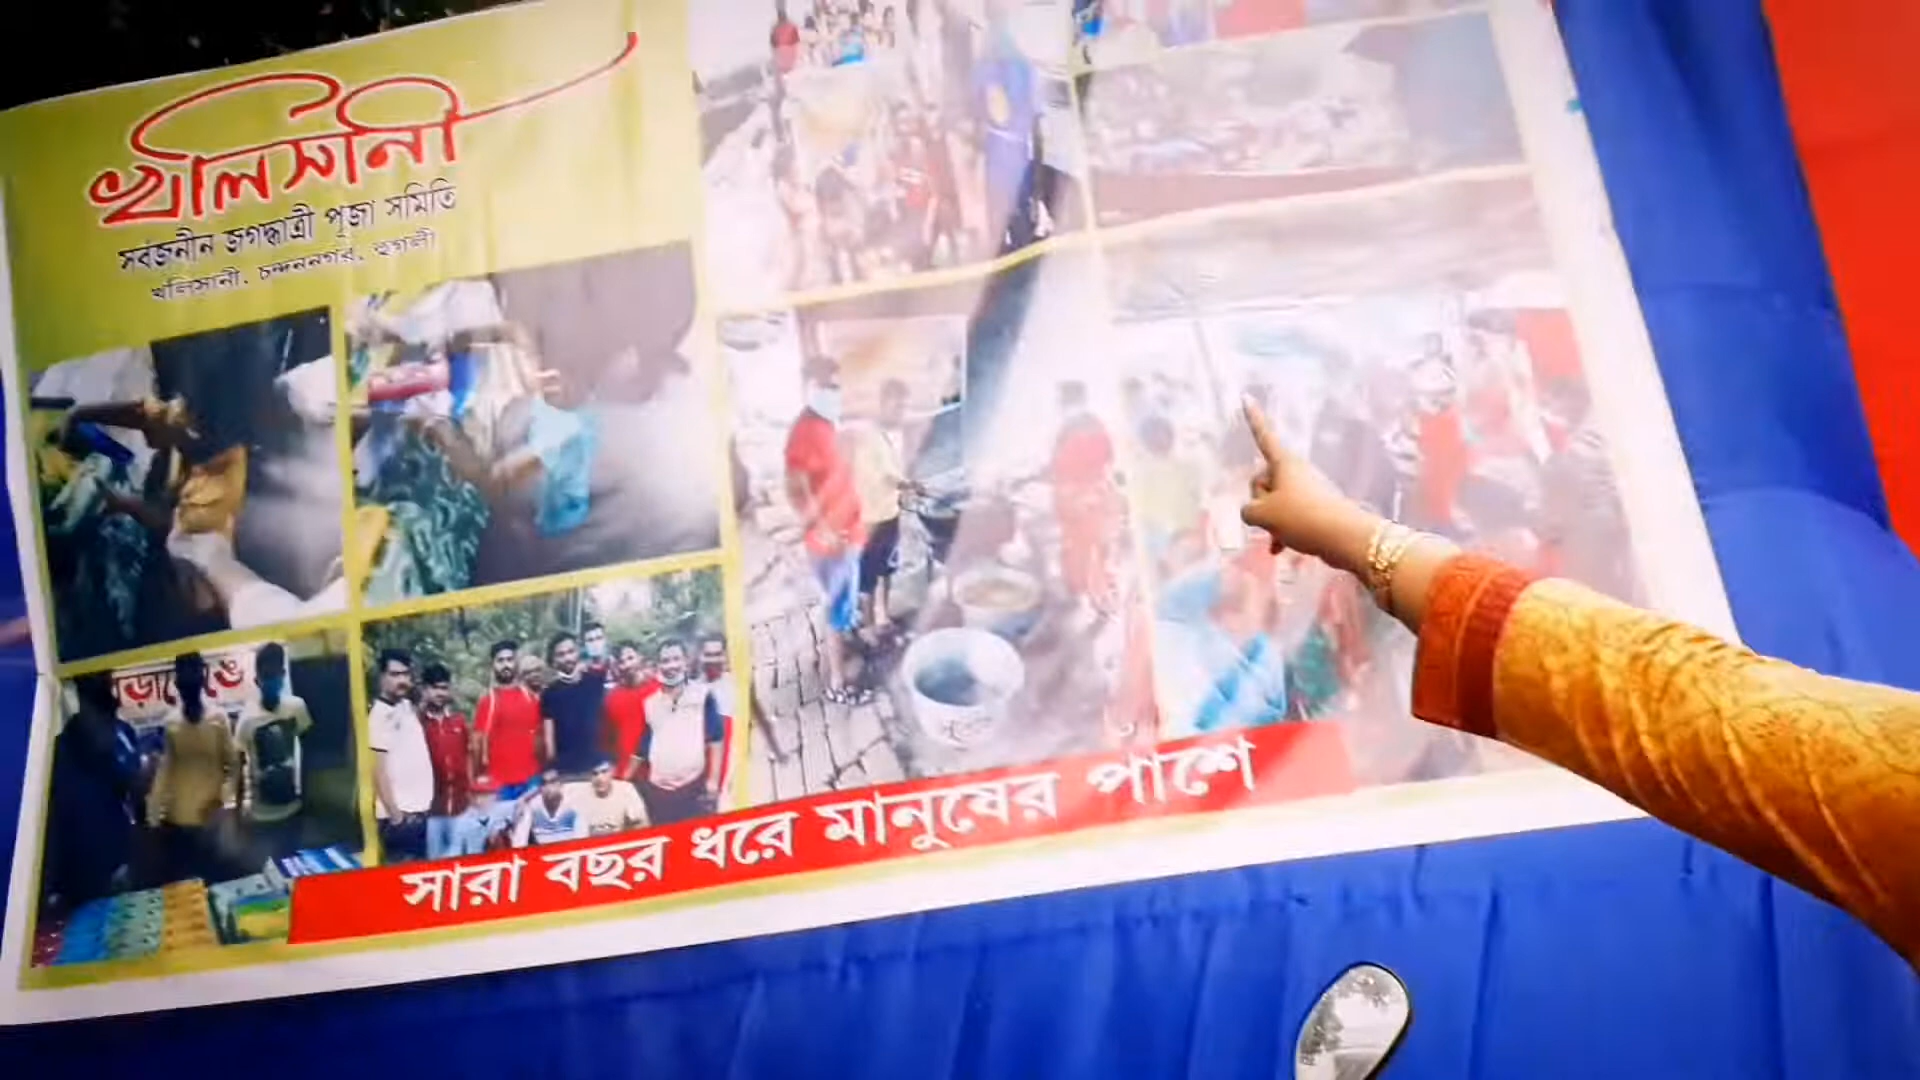 খলিসানী
সর্বজনীন জগদ্ধাত্রী পূজা সমিতি
খলিসানী, চন্দননগর, হুগলী
সারা বছর ধরে মানুষের পাশে